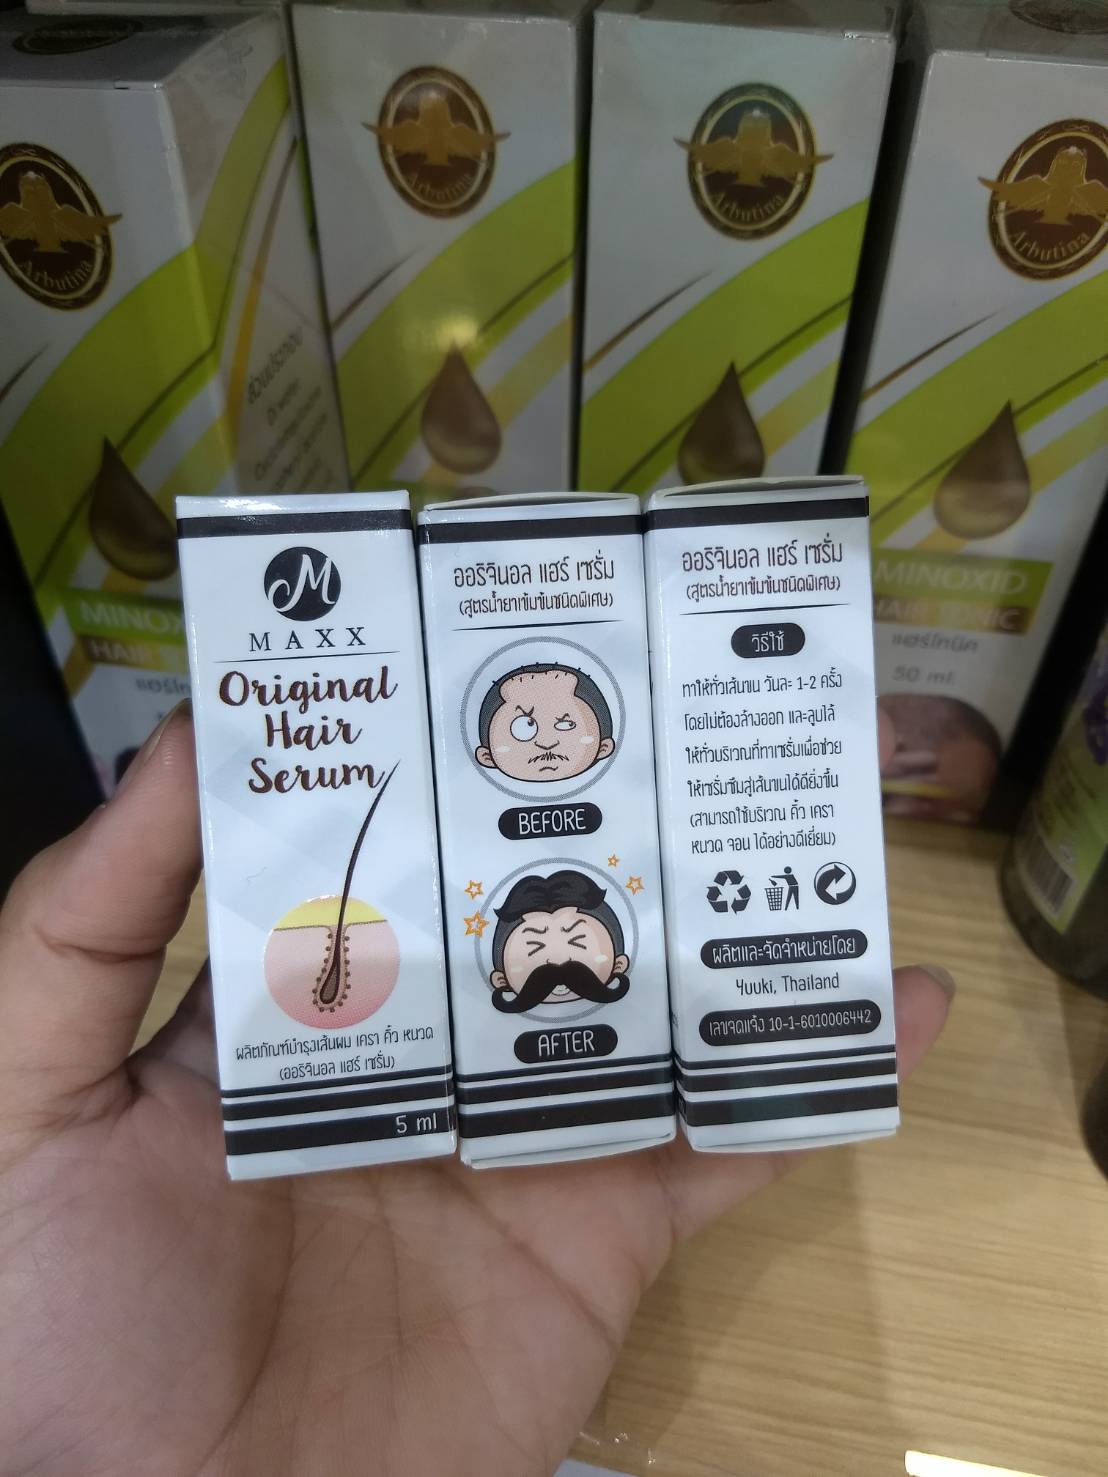 Arbutina
Arbutina
Arbutina
Arbutina
ส่วนประกอบ
MINOXID
HAIR TONIC
แฮร์โทนิค
50 ml.
M
MAXX
Original
Hair
Serum
ผลิตภัณฑ์บำรุงเส้นผม เครา คิ้ว หนวด
(ออริจินอล แฮร์ เซรั่ม)
5 ml
ออริจินอล แฮร์ เซรั่ม
(สูตรน้ำยาเข้มข้นชนิดพิเศษ)
BEFORE
AFTER
ออริจินอล แฮร์ เซรั่ม
(สูตรน้ำยาเข้มข้นชนิดพิเศษ)
วิธีใช้
ทาให้ทั่วเส้นขน วันละ 1-2 ครั้ง
โดยไม่ต้องล้างออก และลูบไล้
ให้ทั่วบริเวณที่ทาเซรั่มเพื่อช่วย
ให้เซรั่มซึมสู่เส้นขนได้ดียิ่งขึ้น
(สามารถใช้บริเวณ คิ้ว เครา
หนวด จอน ได้อย่างดีเยี่ยม)
ผลิตและจัดจำหน่ายโดย
Yuuki, Thailand
เลขจดแจ้ง 10-1-6010006442